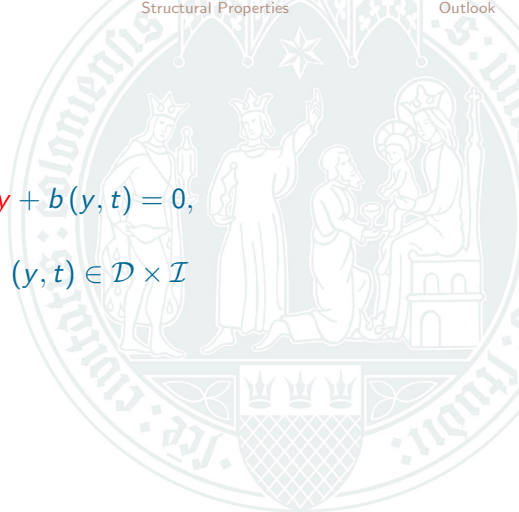 Structural Properties Outlook
y + b (y, t) = 0,
(y, t) ∈ 𝒟 × ℐ